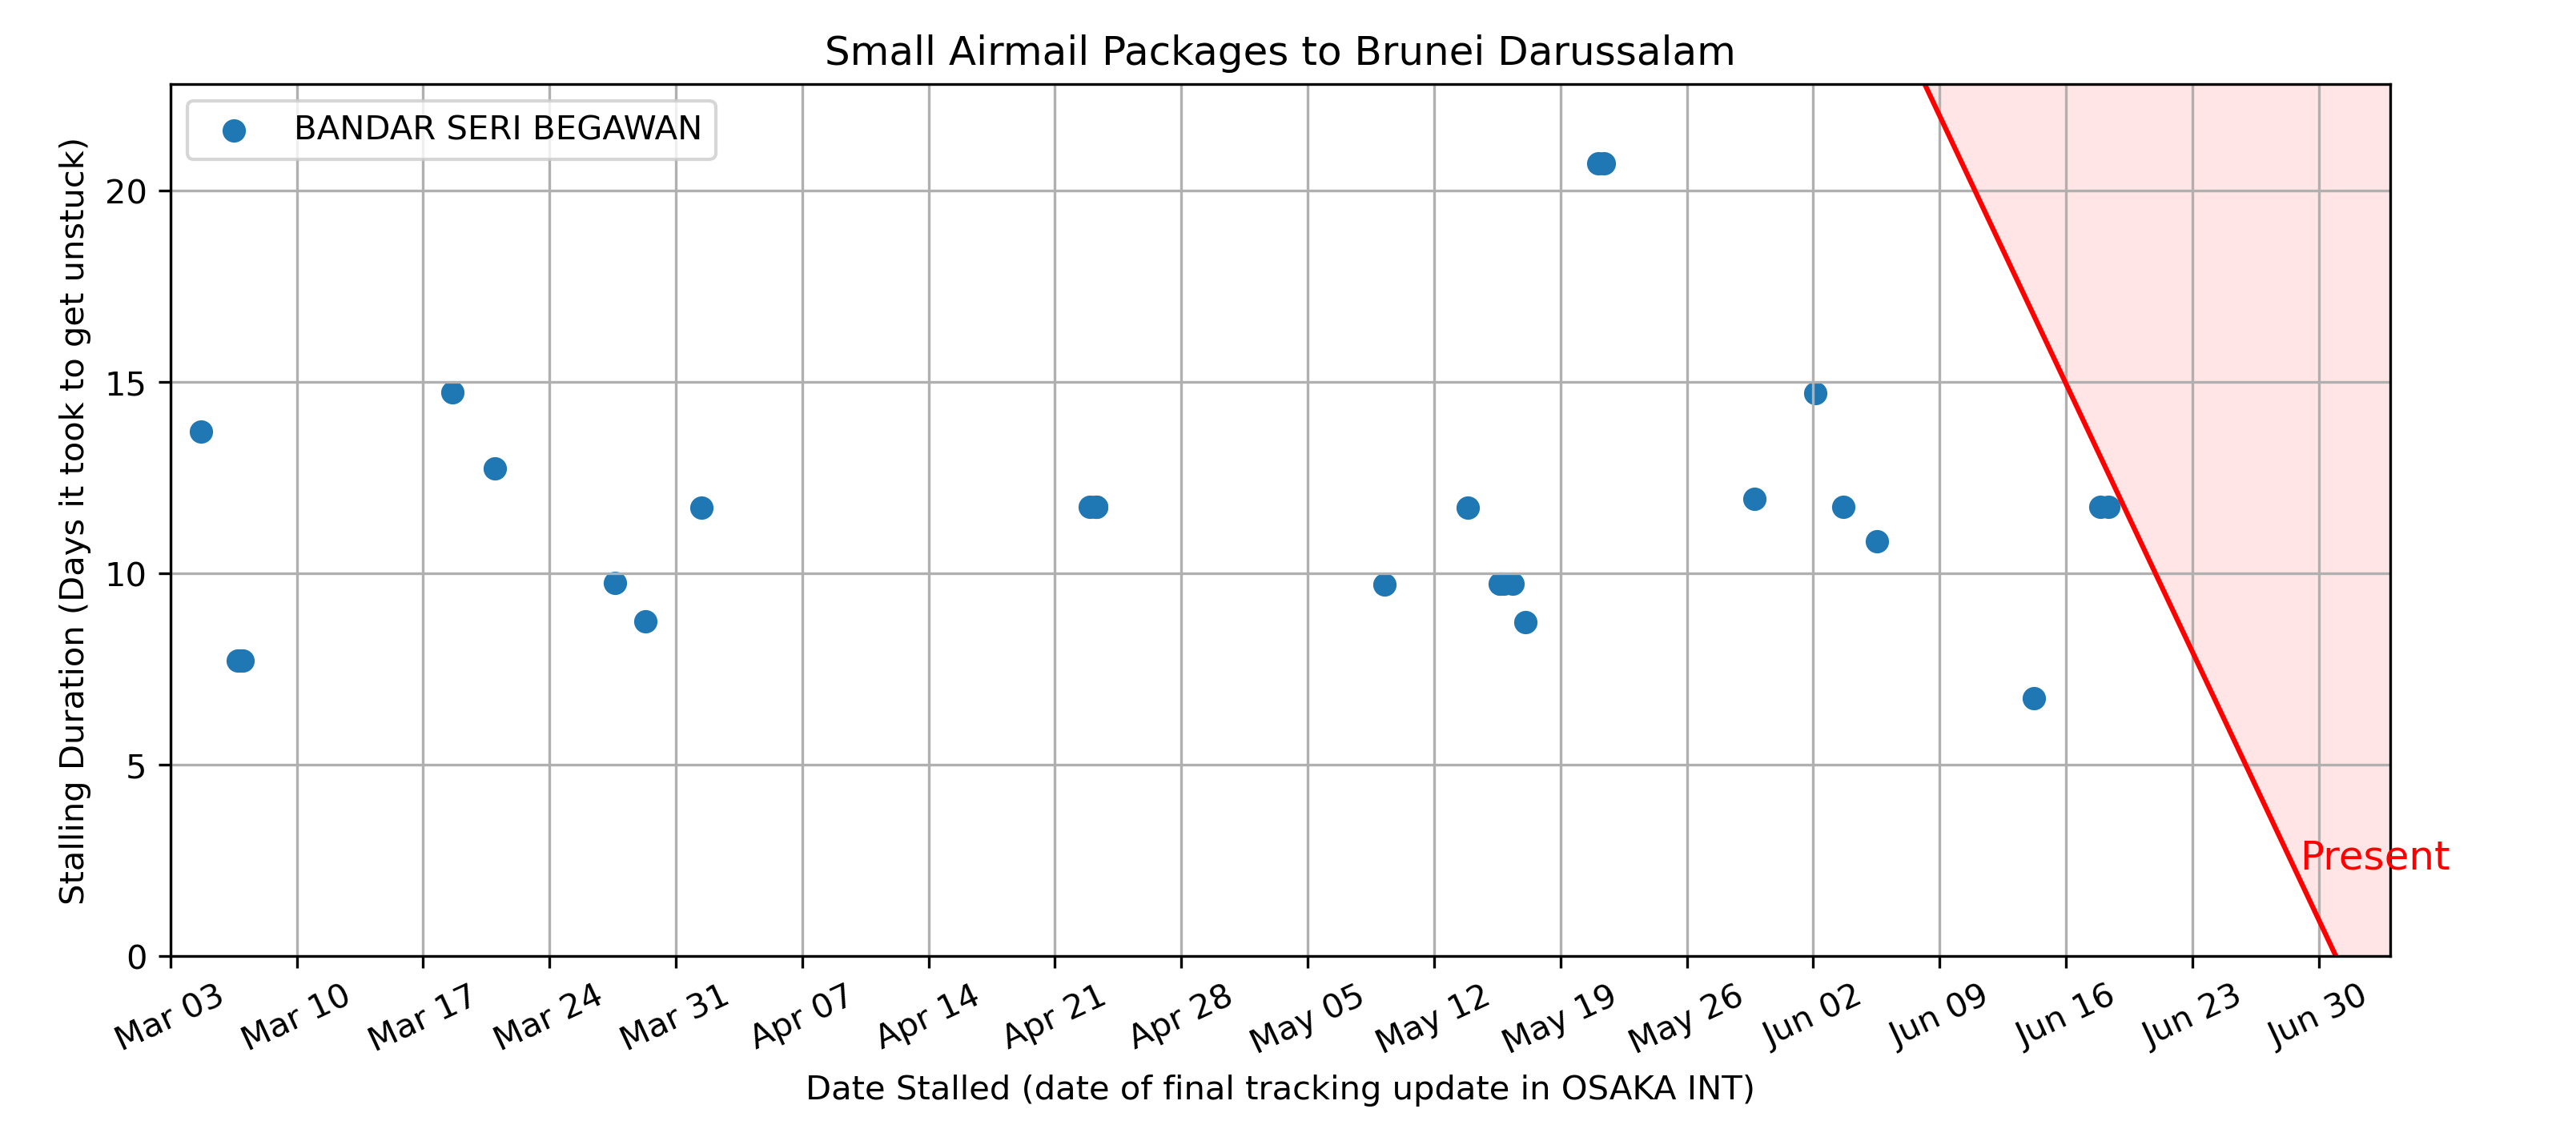 Small Airmail Packages to Brunei Darussalam
BANDAR SERI BEGAWAN
Stalling Duration (Days it took to get unstuck)
20
15
10
5
0
Present
Mar 03
Mar 10
Mar 17
Mar 24
Mar 31
Apr 07
Apr 14
Apr 21
Apr 28
May 05
May 12
May 19
May 26
Jun 02
Jun 09
Jun 16
Jun 23
Jun 30
Date Stalled (date of final tracking update in OSAKA INT)